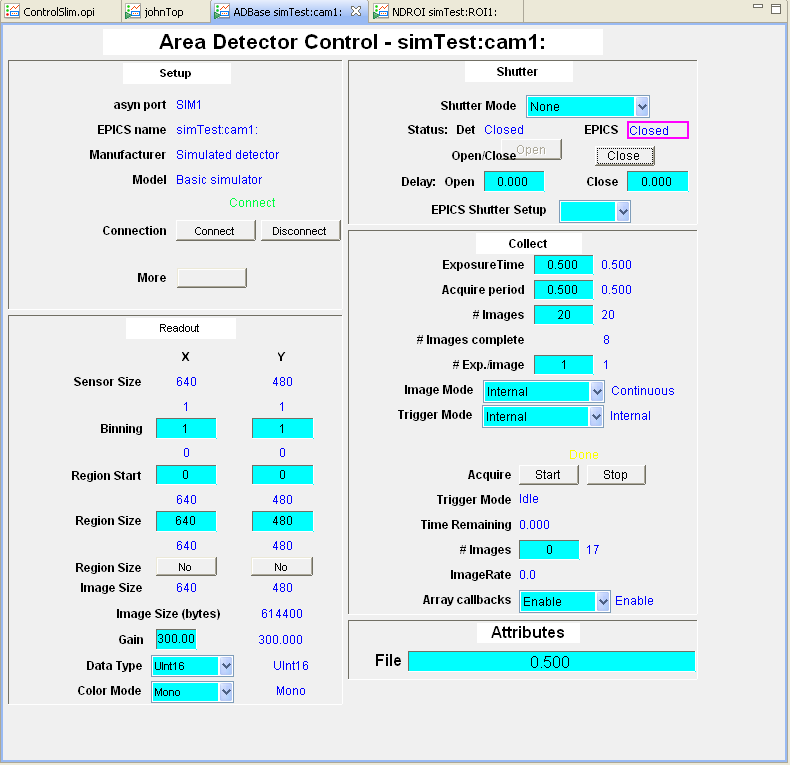 ControlSlim.opi johnTop ADBase simTest:cam1: NDROI simTest:ROI1:
Area Detector Control - simTest:cam1:
Setup
asyn port SIM1
EPICS name simTest:cam1:
Manufacturer Simulated detector
Model Basic simulator
Connect
Connection Connect Disconnect
More
Readout
X Y
Sensor Size 640 480
1 1
Binning 1 1
0 0
Region Start 0 0
640 480
Region Size 640 480
640 480
Region Size No No
Image Size 640 480
Image Size (bytes) 614400
Gain 300.00 300.000
Data Type UInt16 UInt16
Color Mode Mono Mono
Shutter
Shutter Mode None
Status: Det Closed EPICS Closed
Open/Close Open Close
Delay: Open 0.000 Close 0.000
EPICS Shutter Setup
Collect
ExposureTime 0.500 0.500
Acquire period 0.500 0.500
# Images 20 20
# Images complete 8
# Exp./image 1 1
Image Mode Internal Continuous
Trigger Mode Internal Internal
Done
Acquire Start Stop
Trigger Mode Idle
Time Remaining 0.000
# Images 0 17
ImageRate 0.0
Array callbacks Enable Enable
Attributes
File 0.500